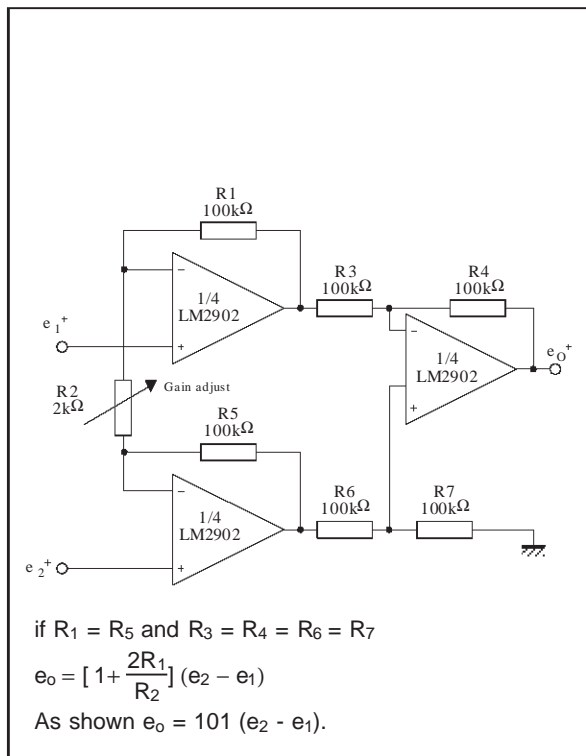 R1
100kΩ
R3
100kΩ
R4
100kΩ
−
1/4
LM2902
+
e1+
−
1/4
LM2902
+
eO+
R2
2kΩ
Gain adjust
R5
100kΩ
R6
100kΩ
R7
100kΩ
−
1/4
LM2902
+
e2+
if R1 = R5 and R3 = R4 = R6 = R7
eo = [ 1+ 2R1/R2 ] (e2 − e1)
As shown eo = 101 (e2 - e1).